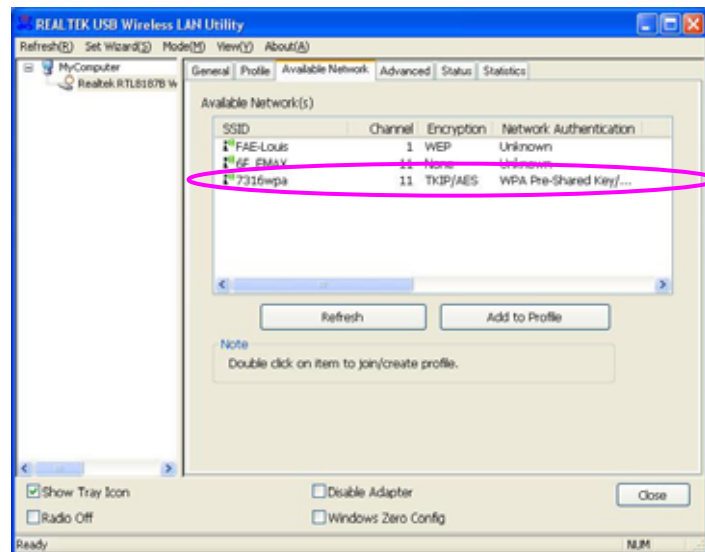 REALTEK USB Wireless LAN Utility
Refresh(R) Set Wizard(S) Mode(M) View(V) About(A)
MyComputer
Realtek RTL8187B W
General Profile Available Network Advanced Status Statistics
Available Network(s)
SSID Channel Encryption Network Authentication
FAE-Louis 1 WEP Unknown
6F_EMAX 11 None Unknown
7316wpa 11 TKIP/AES WPA Pre-Shared Key/...
Refresh Add to Profile
Note
Double click on item to join/create profile.
Show Tray Icon Disable Adapter Close
Radio Off Windows Zero Config
Ready NUM